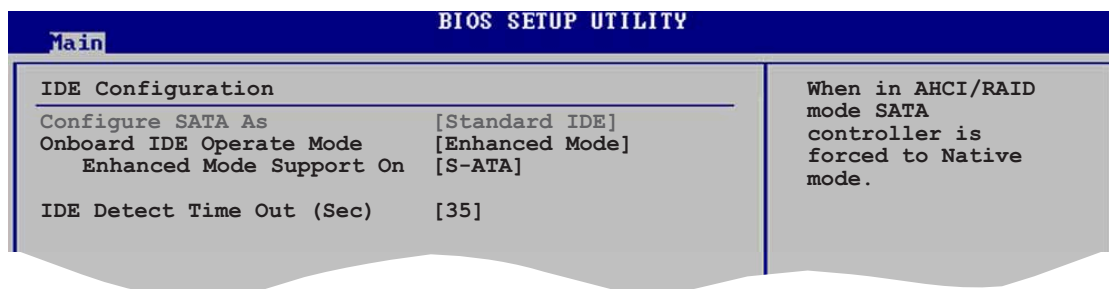 BIOS SETUP UTILITY
Main
IDE Configuration
Configure SATA As [Standard IDE]
Onboard IDE Operate Mode [Enhanced Mode]
Enhanced Mode Support On [S-ATA]
IDE Detect Time Out (Sec) [35]
When in AHCI/RAID
mode SATA
controller is
forced to Native
mode.